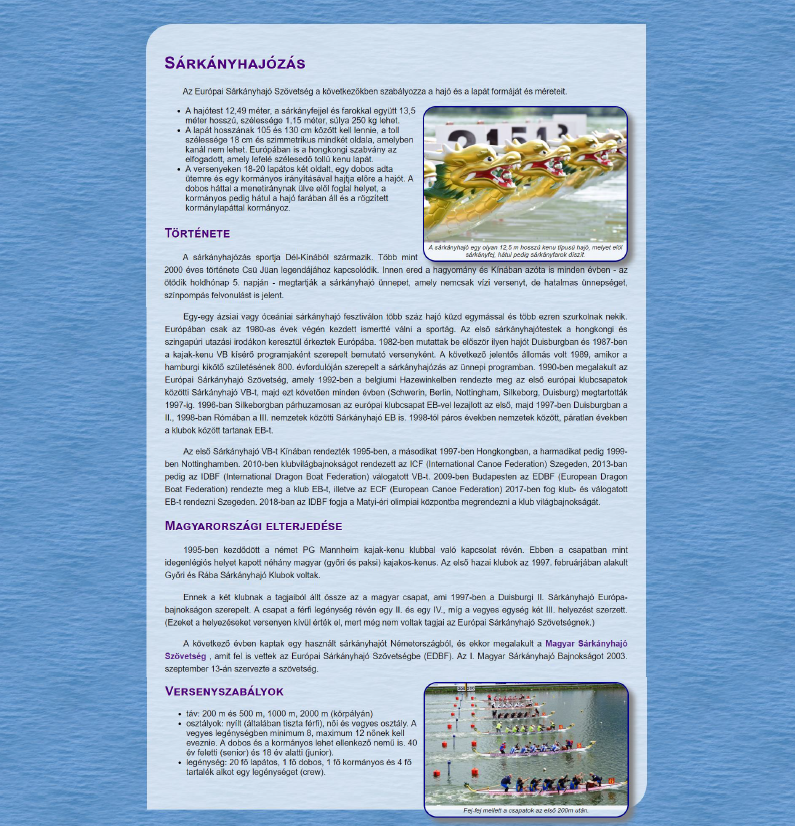 Sárkányhajózás
Az Európai Sárkányhajó Szövetség a következőkben szabályozza a hajó és a lapát formáját és méreteit.
• A hajótest 12,49 méter, a sárkányfejjel és farokkal együtt 13,5
méter hosszú, szélessége 1,15 méter, súlya 250 kg lehet.
• A lapát hosszának 105 és 130 cm között kell lennie, a toll
szélessége 18 cm és szimmetrikus mindkét oldala, amelyben
kanál nem lehet. Európában is a hongkongi szabvány az
elfogadott, amely lefelé szélesedő tollú kenu lapát.
• A versenyeken 18-20 lapátos két oldalt, egy dobos adta
ütemre és egy kormányos irányításával hajtja előre a hajót. A
dobos háttal a menetiránynak ülve elől foglal helyet, a
kormányos pedig hátul a hajó farában áll és a rögzített
kormánylapáttal kormányoz.
A sárkányhajó egy olyan 12,5 m hosszú kenu típusú hajó, melyet elöl
sárkányfej, hátul pedig sárkányfarok díszít.
Története
A sárkányhajózás sportja Dél-Kínából származik. Több mint
2000 éves története Csü Jüan legendájához kapcsolódik. Innen ered a hagyomány és Kínában azóta is minden évben - az
ötödik holdhónap 5. napján - megtartják a sárkányhajó ünnepet, amely nemcsak vízi versenyt, de hatalmas ünnepséget,
színpompás felvonulást is jelent.
Egy-egy ázsiai vagy óceániai sárkányhajó fesztiválon több száz hajó küzd egymással és több ezren szurkolnak nekik.
Európában csak az 1980-as évek végén kezdett ismertté válni a sportág. Az első sárkányhajótestek a hongkongi és
szingapúri utazási irodákon keresztül érkeztek Európába. 1982-ben mutattak be először ilyen hajót Duisburgban és 1987-ben
a kajak-kenu VB kísérő programjaként szerepelt bemutató versenyként. A következő jelentős állomás volt 1989, amikor a
hamburgi kikötő születésének 800. évfordulóján szerepelt a sárkányhajózás az ünnepi programban. 1990-ben megalakult az
Európai Sárkányhajó Szövetség, amely 1992-ben a belgiumi Hazewinkelben rendezte meg az első európai klubcsapatok
közötti Sárkányhajó VB-t, majd ezt követően minden évben (Schwerin, Berlin, Nottingham, Silkeborg, Duisburg) megtartották
1997-ig. 1996-ban Silkeborgban párhuzamosan az európai klubcsapat EB-vel lezajlott az első, majd 1997-ben Duisburgban a
II., 1998-ban Rómában a III. nemzetek közötti Sárkányhajó EB is. 1998-tól páros években nemzetek között, páratlan években
a klubok között tartanak EB-t.
Az első Sárkányhajó VB-t Kínában rendezték 1995-ben, a másodikat 1997-ben Hongkongban, a harmadikat pedig 1999-
ben Nottinghamben. 2010-ben klubvilágbajnokságot rendezett az ICF (International Canoe Federation) Szegeden, 2013-ban
pedig az IDBF (International Dragon Boat Federation) válogatott VB-t. 2009-ben Budapesten az EDBF (European Dragon
Boat Federation) rendezte meg a klub EB-t, illetve az ECF (European Canoe Federation) 2017-ben fog klub- és válogatott
EB-t rendezni Szegeden. 2018-ban az IDBF fogja a Matyi-éri olimpiai központba megrendezni a klub világbajnokságát.
Magyarországi elterjedése
1995-ben kezdődött a német PG Mannheim kajak-kenu klubbal való kapcsolat révén. Ebben a csapatban mint
idegenlégiós helyet kapott néhány magyar (győri és paksi) kajakos-kenus. Az első hazai klubok az 1997. februárjában alakult
Győri és Rába Sárkányhajó Klubok voltak.
Ennek a két klubnak a tagjaiból állt össze az a magyar csapat, ami 1997-ben a Duisburgi II. Sárkányhajó Európa-
bajnokságon szerepelt. A csapat a férfi legénység révén egy II. és egy IV., míg a vegyes egység két III. helyezést szerzett.
(Ezeket a helyezéseket versenyen kívül érték el, mert még nem voltak tagjai az Európai Sárkányhajó Szövetségnek.)
A következő évben kaptak egy használt sárkányhajót Németországból, és ekkor megalakult a Magyar Sárkányhajó
Szövetség , amit fel is vettek az Európai Sárkányhajó Szövetségbe (EDBF). Az I. Magyar Sárkányhajó Bajnokságot 2003.
szeptember 13-án szervezte a szövetség.
Versenyszabályok
• táv: 200 m és 500 m, 1000 m, 2000 m (körpályán)
• osztályok: nyílt (általában tiszta férfi), női és vegyes osztály. A
vegyes legénységben minimum 8, maximum 12 nőnek kell
eveznie. A dobos és a kormányos lehet ellenkező nemű is. 40
év feletti (senior) és 18 év alatti (junior).
• legénység: 20 fő lapátos, 1 fő dobos, 1 fő kormányos és 4 fő
tartalék alkot egy legénységet (crew).
Fej-fej mellett a csapatok az első 200m után.